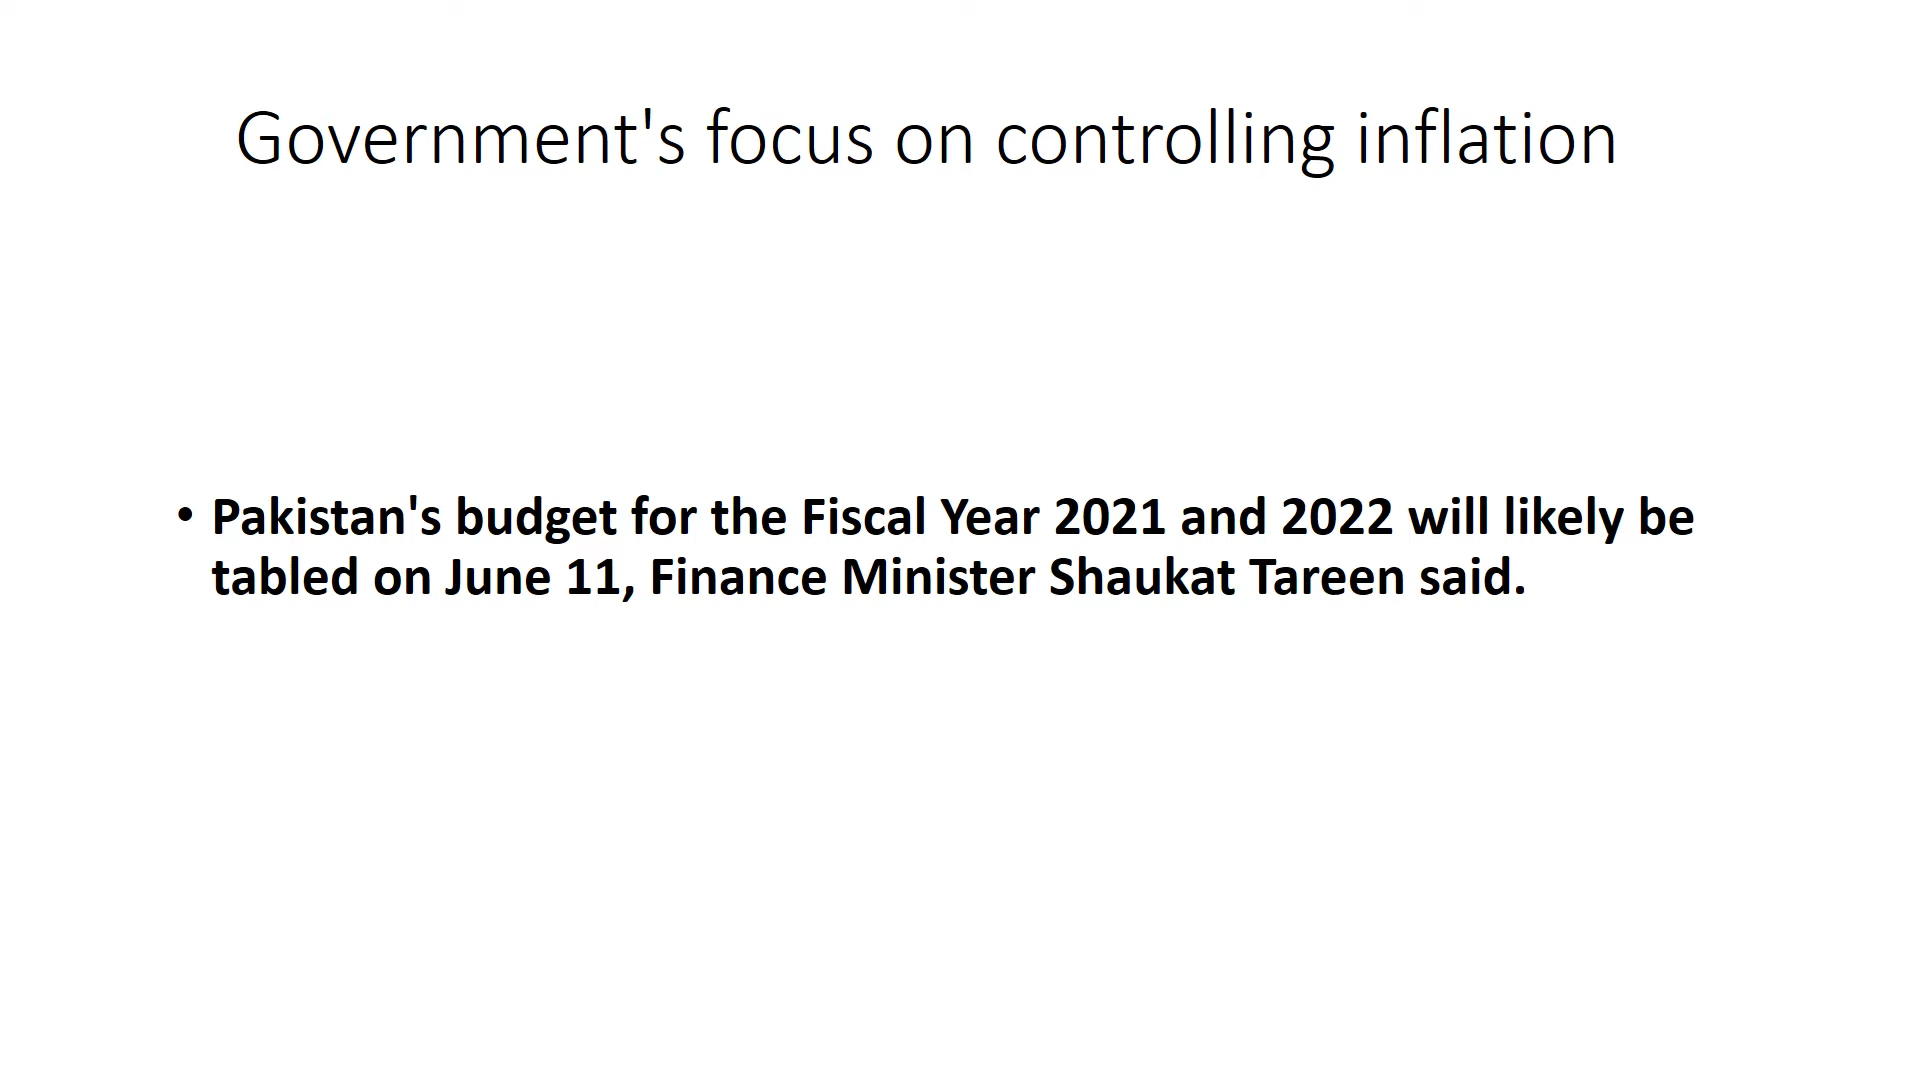 Government's focus on controlling inflation
• Pakistan's budget for the Fiscal Year 2021 and 2022 will likely be
tabled on June 11, Finance Minister Shaukat Tareen said.